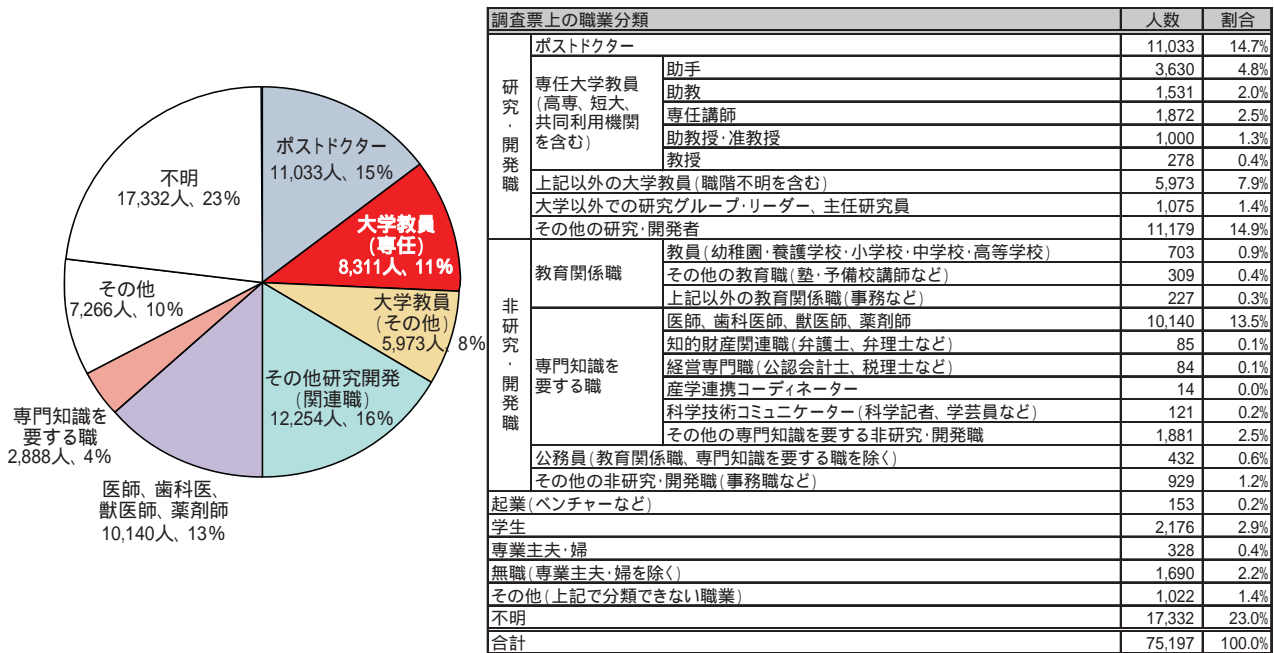 ポストドクター
11,033人、15%
大学教員
(専任)
8,311人、11%
大学教員
(その他)
5,973人、8%
その他研究開発
(関連職)
12,254人、16%
医師、歯科医、
獣医師、薬剤師
10,140人、13%
専門知識を
要する職
2,888人、4%
その他
7,266人、10%
不明
17,332人、23%
調査票上の職業分類 人数 割合
研究・開発職
ポストドクター 11,033 14.7%
専任大学教員
(高専、短大、
共同利用機関
を含む)
助手 3,630 4.8%
助教 1,531 2.0%
専任講師 1,872 2.5%
助教授・准教授 1,000 1.3%
教授 278 0.4%
上記以外の大学教員(職階不明を含む) 5,973 7.9%
大学以外での研究グループ・リーダー、主任研究員 1,075 1.4%
その他の研究・開発者 11,179 14.9%
非研究・開発職
教育関係職
教員(幼稚園・養護学校・小学校・中学校・高等学校) 703 0.9%
その他の教育職(塾・予備校講師など) 309 0.4%
上記以外の教育関係職(事務など) 227 0.3%
専門知識を
要する職
医師、歯科医師、獣医師、薬剤師 10,140 13.5%
知的財産関連職(弁護士、弁理士など) 85 0.1%
経営専門職(公認会計士、税理士など) 84 0.1%
産学連携コーディネーター 14 0.0%
科学技術コミュニケーター(科学記者、学芸員など) 121 0.2%
その他の専門知識を要する非研究・開発職 1,881 2.5%
公務員(教育関係職、専門知識を要する職を除く) 432 0.6%
その他の非研究・開発職(事務職など) 929 1.2%
起業(ベンチャーなど) 153 0.2%
学生 2,176 2.9%
専業主夫・婦 328 0.4%
無職(専業主夫・婦を除く) 1,690 2.2%
その他(上記で分類できない職業) 1,022 1.4%
不明 17,332 23.0%
合計 75,197 100.0%